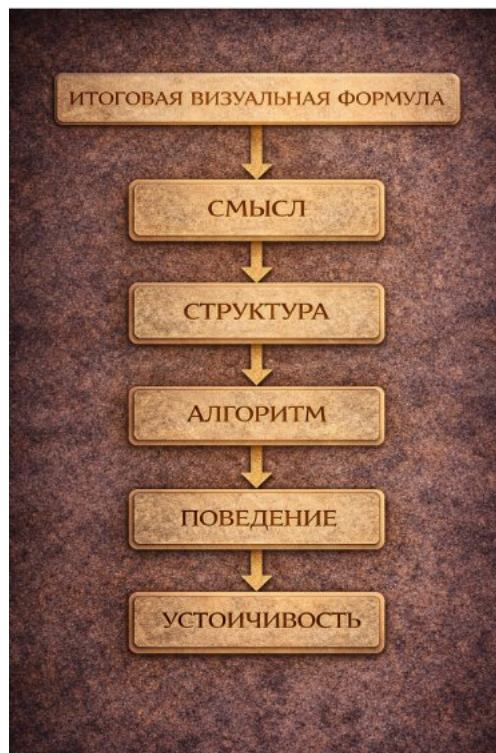 ИТОГОВАЯ ВИЗУАЛЬНАЯ ФОРМУЛА
СМЫСЛ
СТРУКТУРА
АЛГОРИТМ
ПОВЕДЕНИЕ
УСТОИЧИВОСТЬ